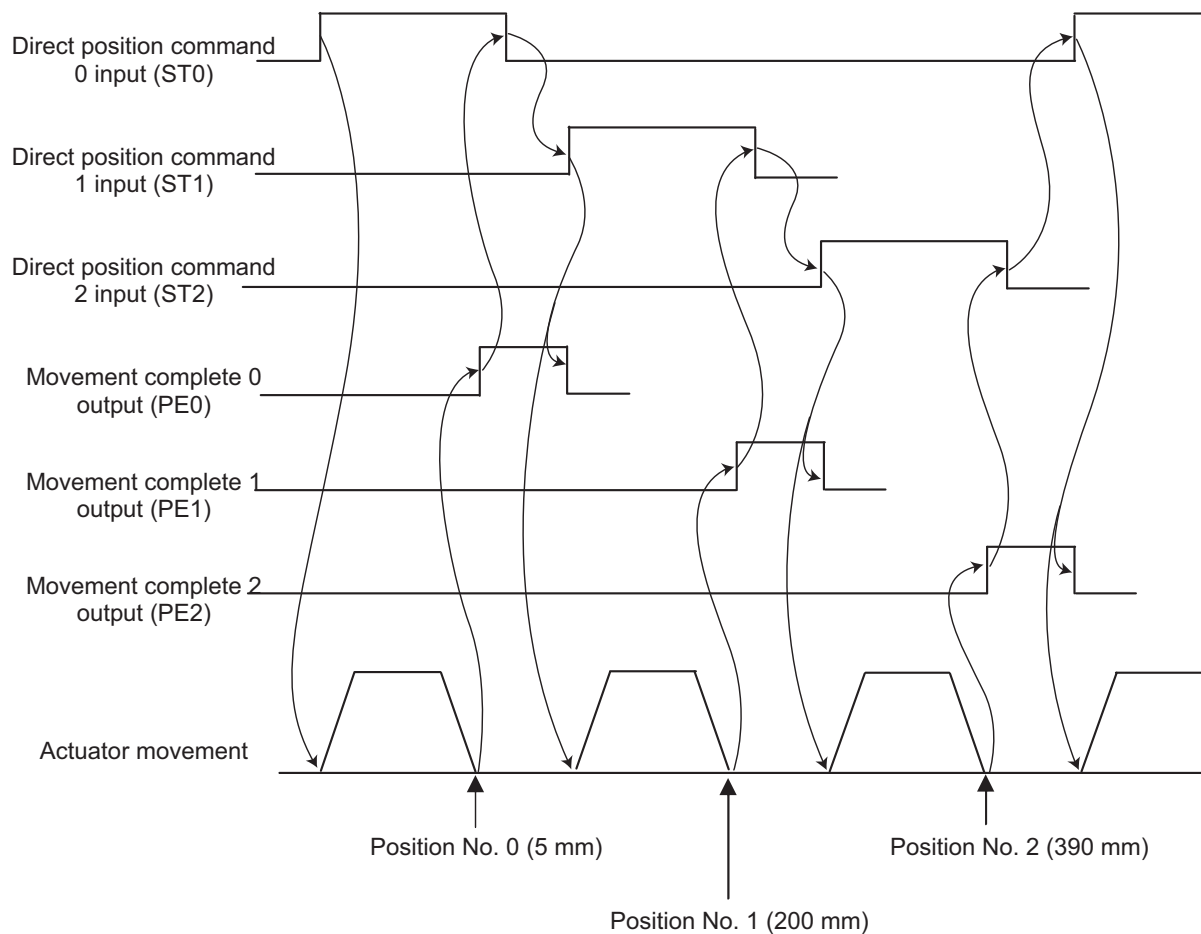 Direct position command
0 input (ST0)
Direct position command
1 input (ST1)
Direct position command
2 input (ST2)
Movement complete 0
output (PE0)
Movement complete 1
output (PE1)
Movement complete 2
output (PE2)
Actuator movement
Position No. 0 (5 mm)
Position No. 2 (390 mm)
Position No. 1 (200 mm)